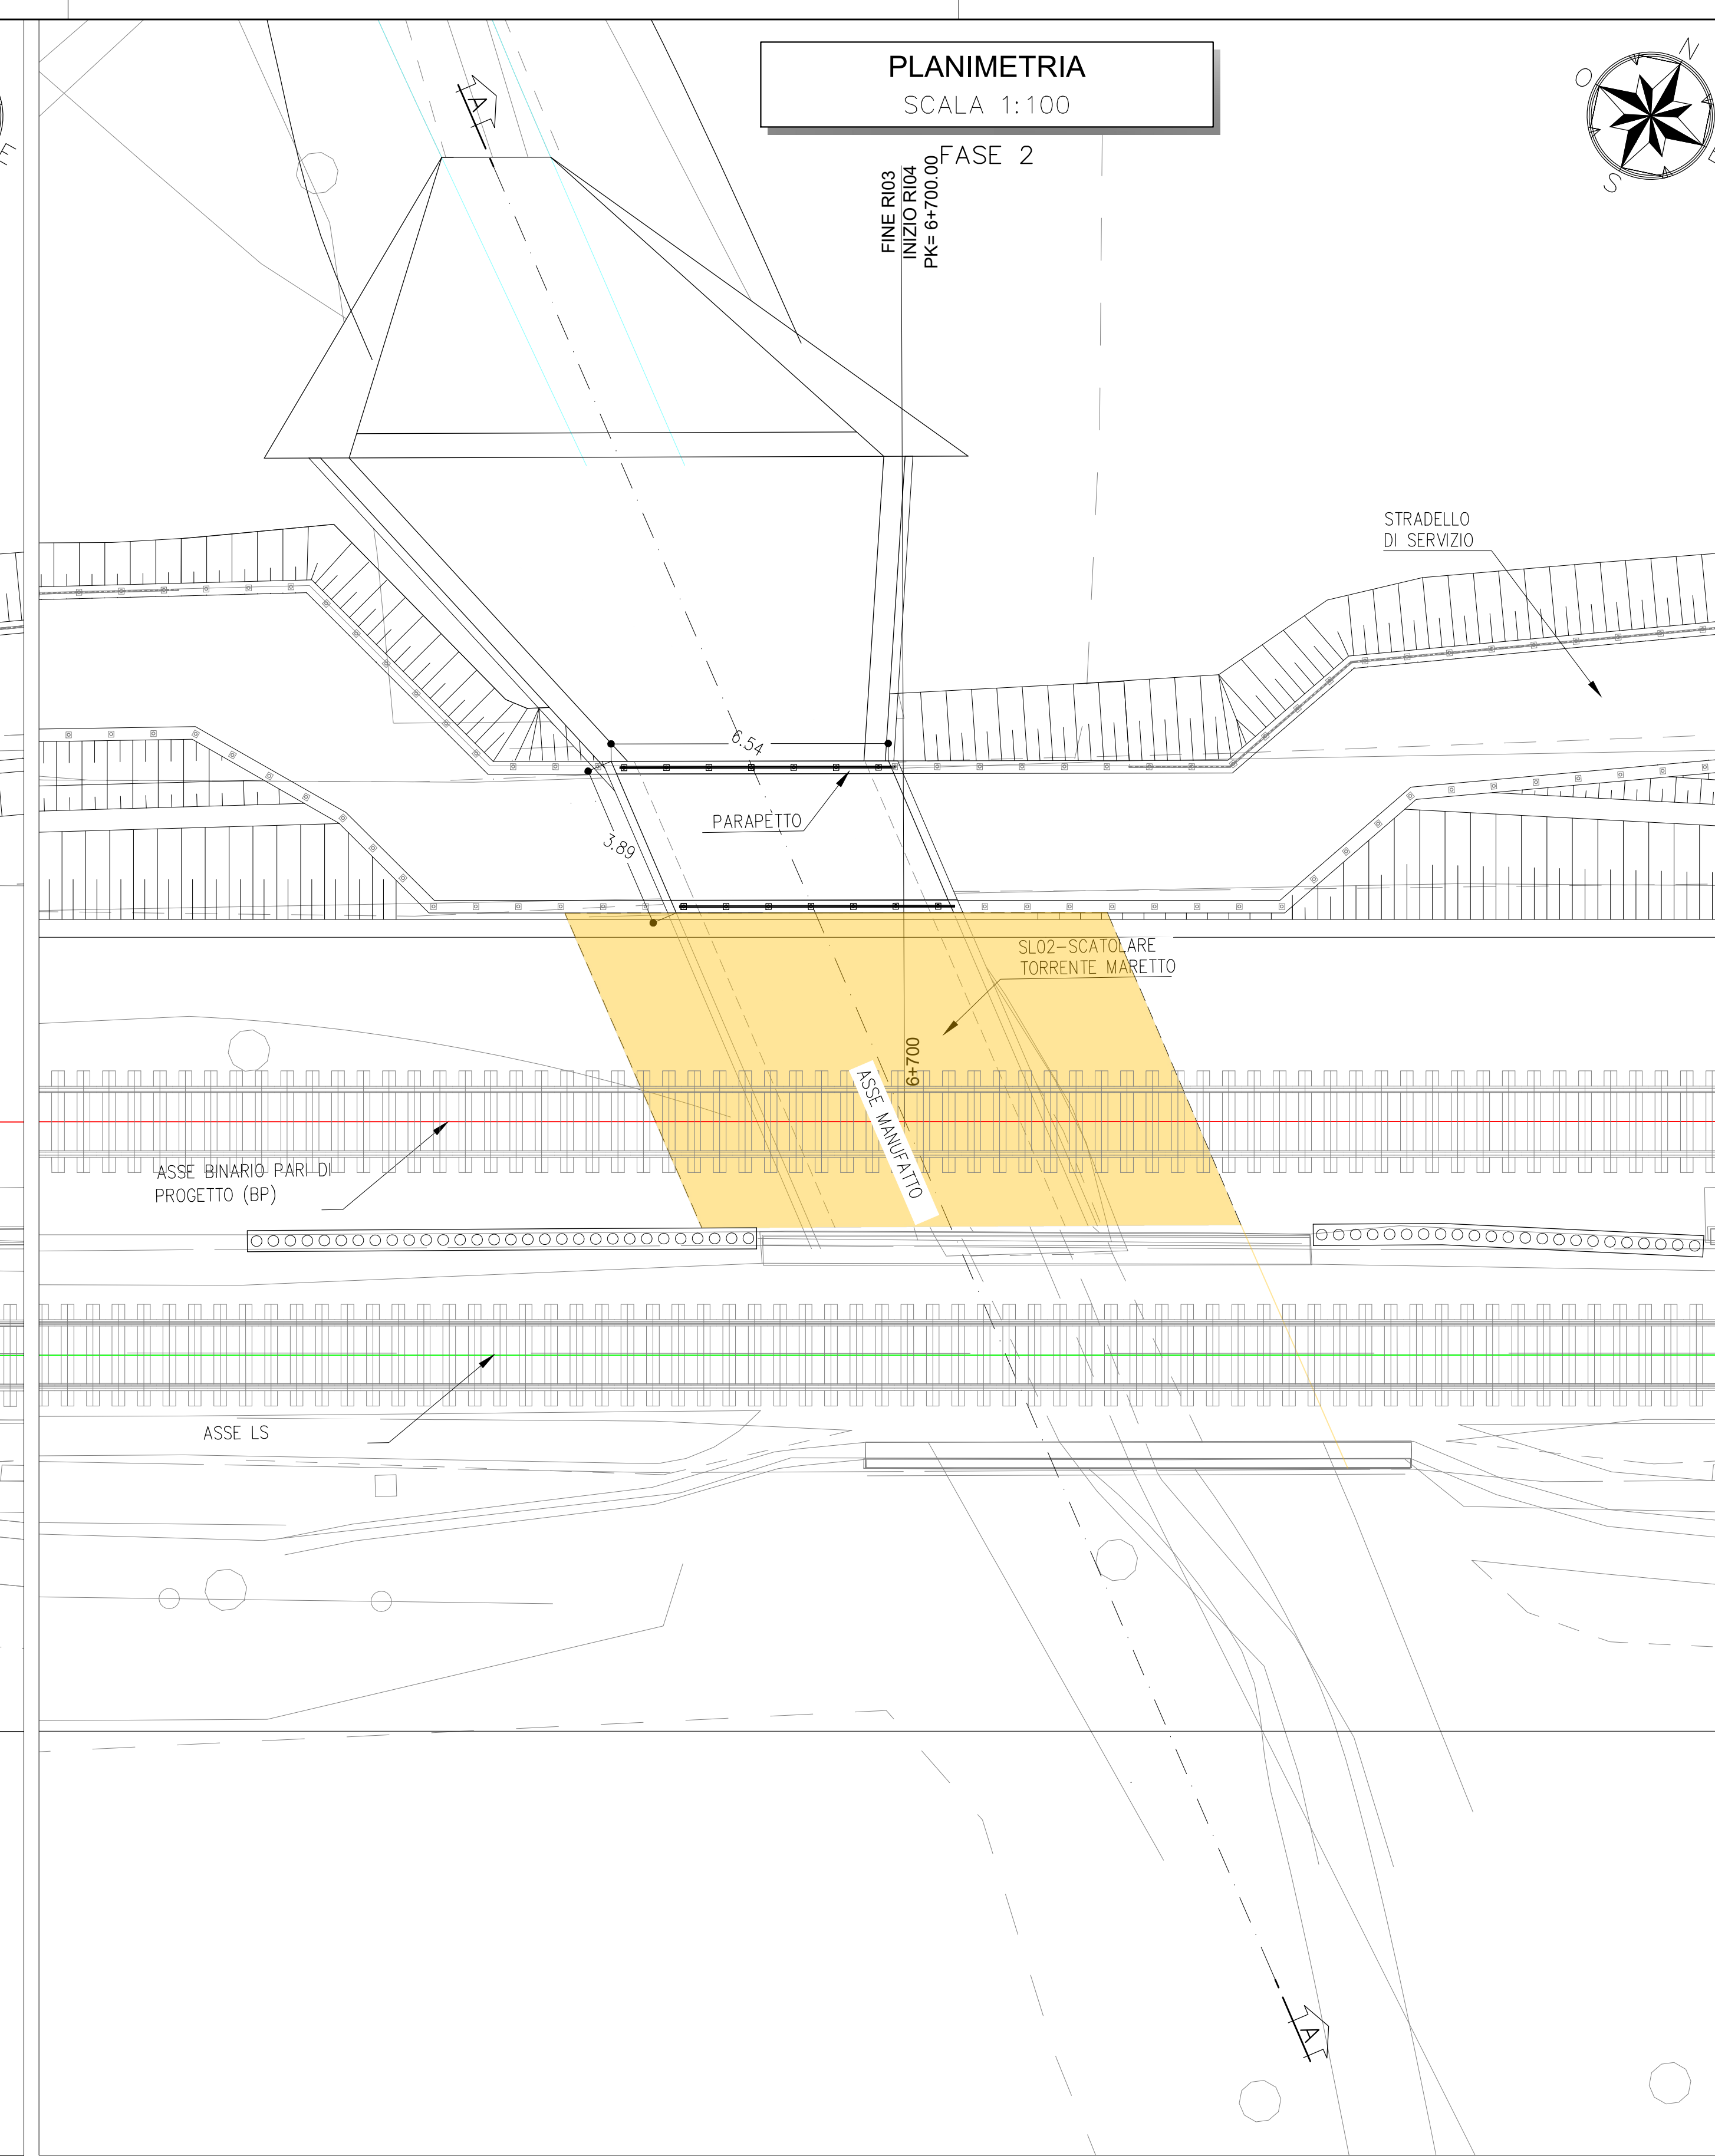 PLANIMETRIA
SCALA 1:100
FASE 2
N
O
S
E
A
FINE RI03
INIZIO RI04
PK= 6+700.00
STRADELLO
DI SERVIZIO
6.54
PARAPETTO
3.89
SL02-SCATOLARE
TORRENTE MARETTO
6+700
ASSE MANUFATTO
ASSE BINARIO PARI DI
PROGETTO (BP)
ASSE LS
A